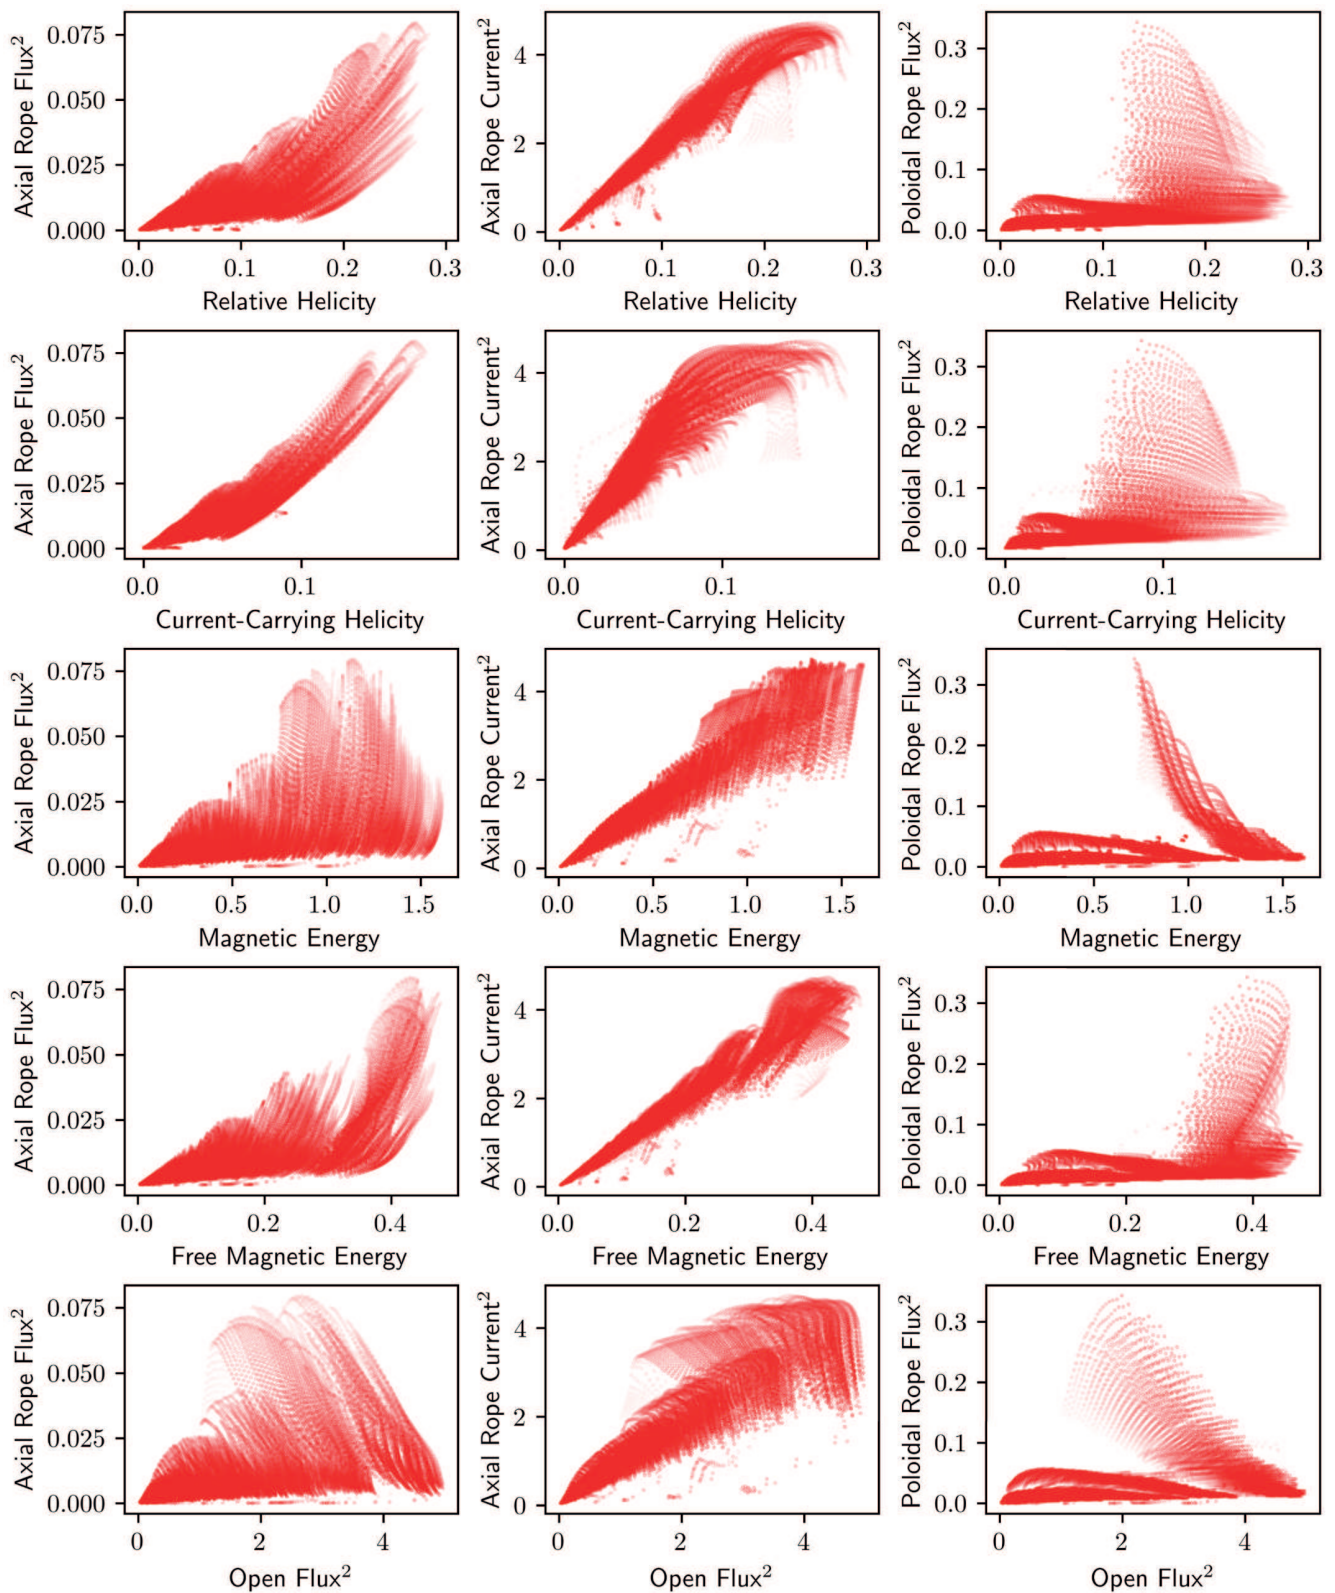 Axial Rope Flux²
0.075
0.050
0.025
0.000
0.0 0.1 0.2 0.3
Relative Helicity
Axial Rope Current²
4
2
0
0.0 0.1 0.2 0.3
Relative Helicity
Poloidal Rope Flux²
0.3
0.2
0.1
0.0
0.0 0.1 0.2 0.3
Relative Helicity
Axial Rope Flux²
0.075
0.050
0.025
0.000
0.0 0.1
Current-Carrying Helicity
Axial Rope Current²
4
2
0
0.0 0.1
Current-Carrying Helicity
Poloidal Rope Flux²
0.3
0.2
0.1
0.0
0.0 0.1
Current-Carrying Helicity
Axial Rope Flux²
0.075
0.050
0.025
0.000
0.0 0.5 1.0 1.5
Magnetic Energy
Axial Rope Current²
4
2
0
0.0 0.5 1.0 1.5
Magnetic Energy
Poloidal Rope Flux²
0.3
0.2
0.1
0.0
0.0 0.5 1.0 1.5
Magnetic Energy
Axial Rope Flux²
0.075
0.050
0.025
0.000
0.0 0.2 0.4
Free Magnetic Energy
Axial Rope Current²
4
2
0
0.0 0.2 0.4
Free Magnetic Energy
Poloidal Rope Flux²
0.3
0.2
0.1
0.0
0.0 0.2 0.4
Free Magnetic Energy
Axial Rope Flux²
0.075
0.050
0.025
0.000
0 2 4
Open Flux²
Axial Rope Current²
4
2
0
0 2 4
Open Flux²
Poloidal Rope Flux²
0.3
0.2
0.1
0.0
0 2 4
Open Flux²